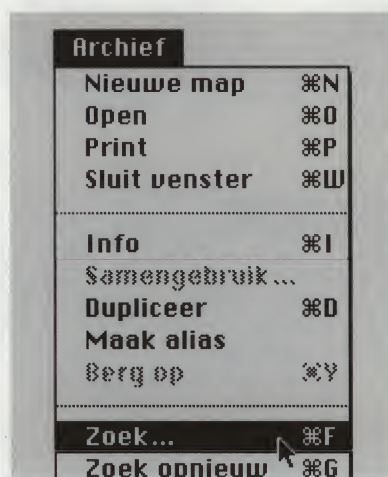 Archief
Nieuwe map ⌘N
Open ⌘O
Print ⌘P
Sluit venster ⌘W
Info ⌘I
Samengebruik...
Dupliceer ⌘D
Maak alias
Berg op ⌘Y
Zoek... ⌘F
Zoek opnieuw ⌘G